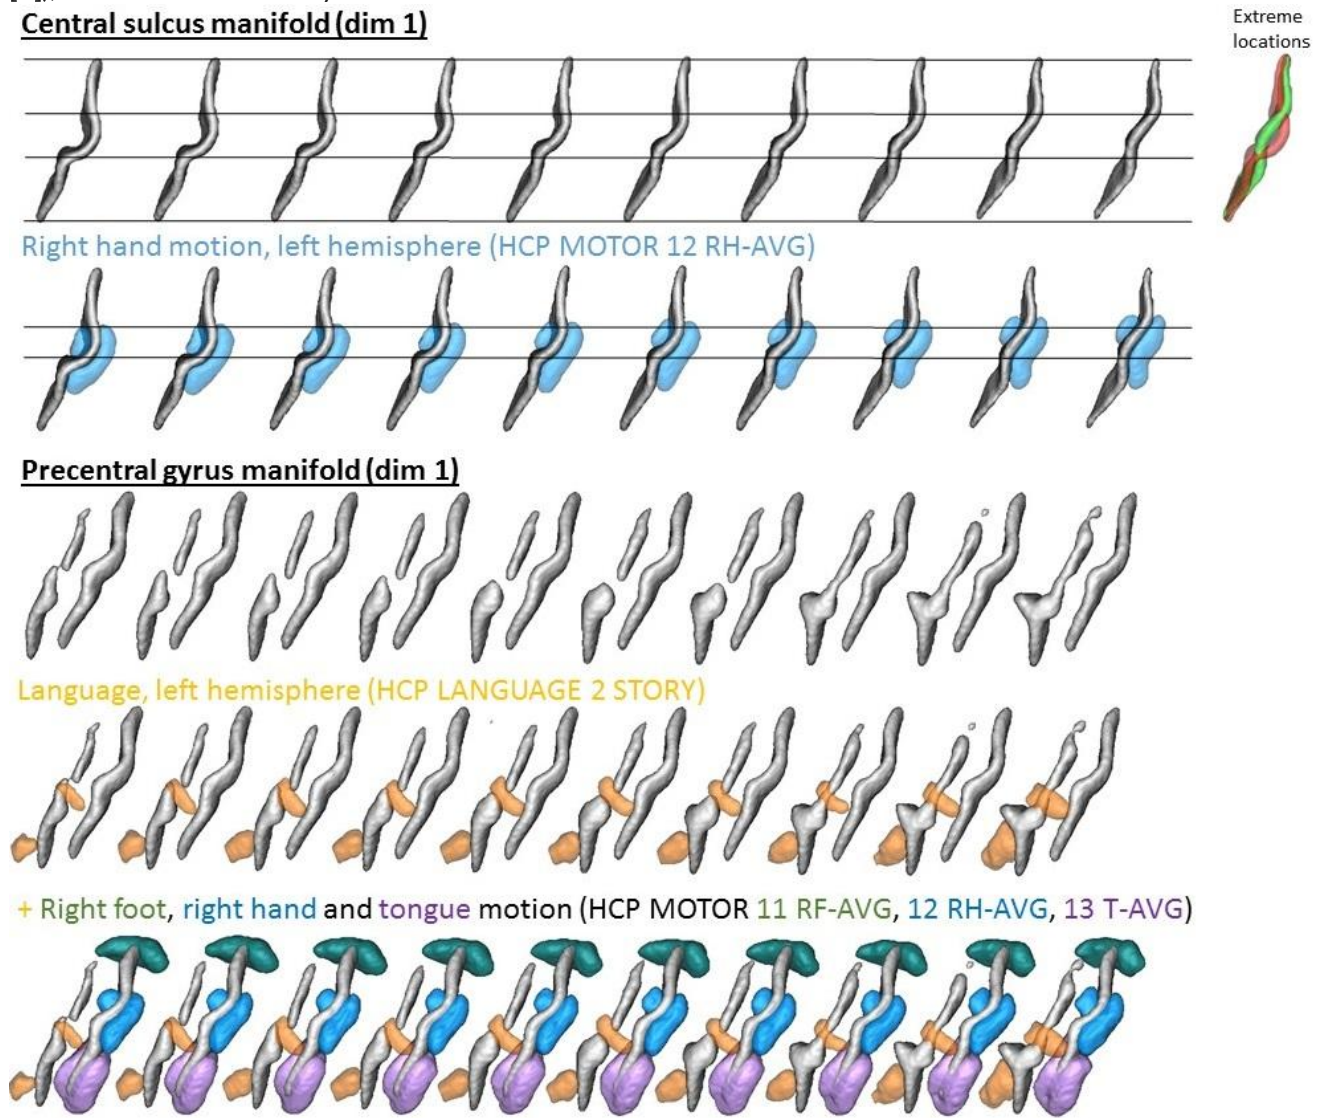 Central sulcus manifold (dim 1)
Extreme
locations
Right hand motion, left hemisphere (HCP MOTOR 12 RH-AVG)
Precentral gyrus manifold (dim 1)
Language, left hemisphere (HCP LANGUAGE 2 STORY)
+ Right foot, right hand and tongue motion (HCP MOTOR 11 RF-AVG, 12 RH-AVG, 13 T-AVG)